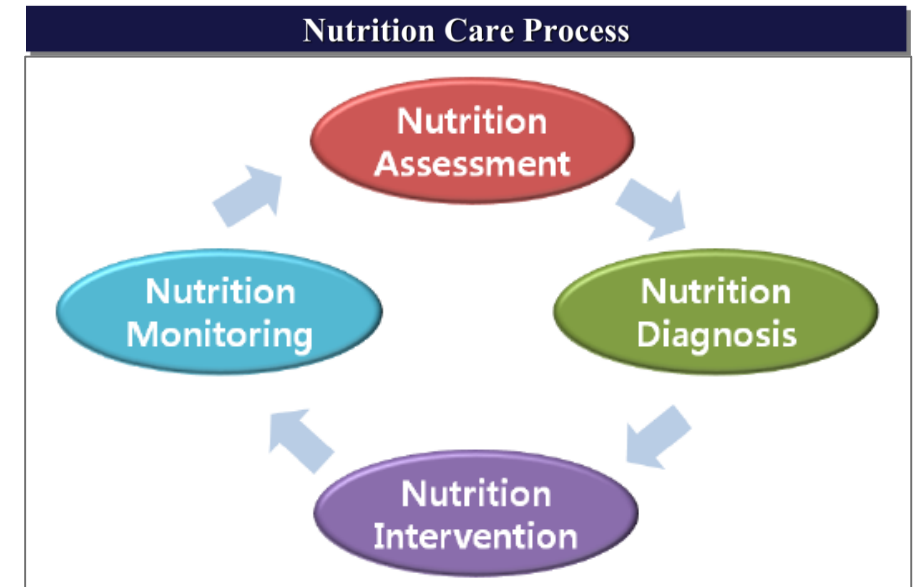 Nutrition Care Process
Nutrition
Assessment
Nutrition
Diagnosis
Nutrition
Intervention
Nutrition
Monitoring